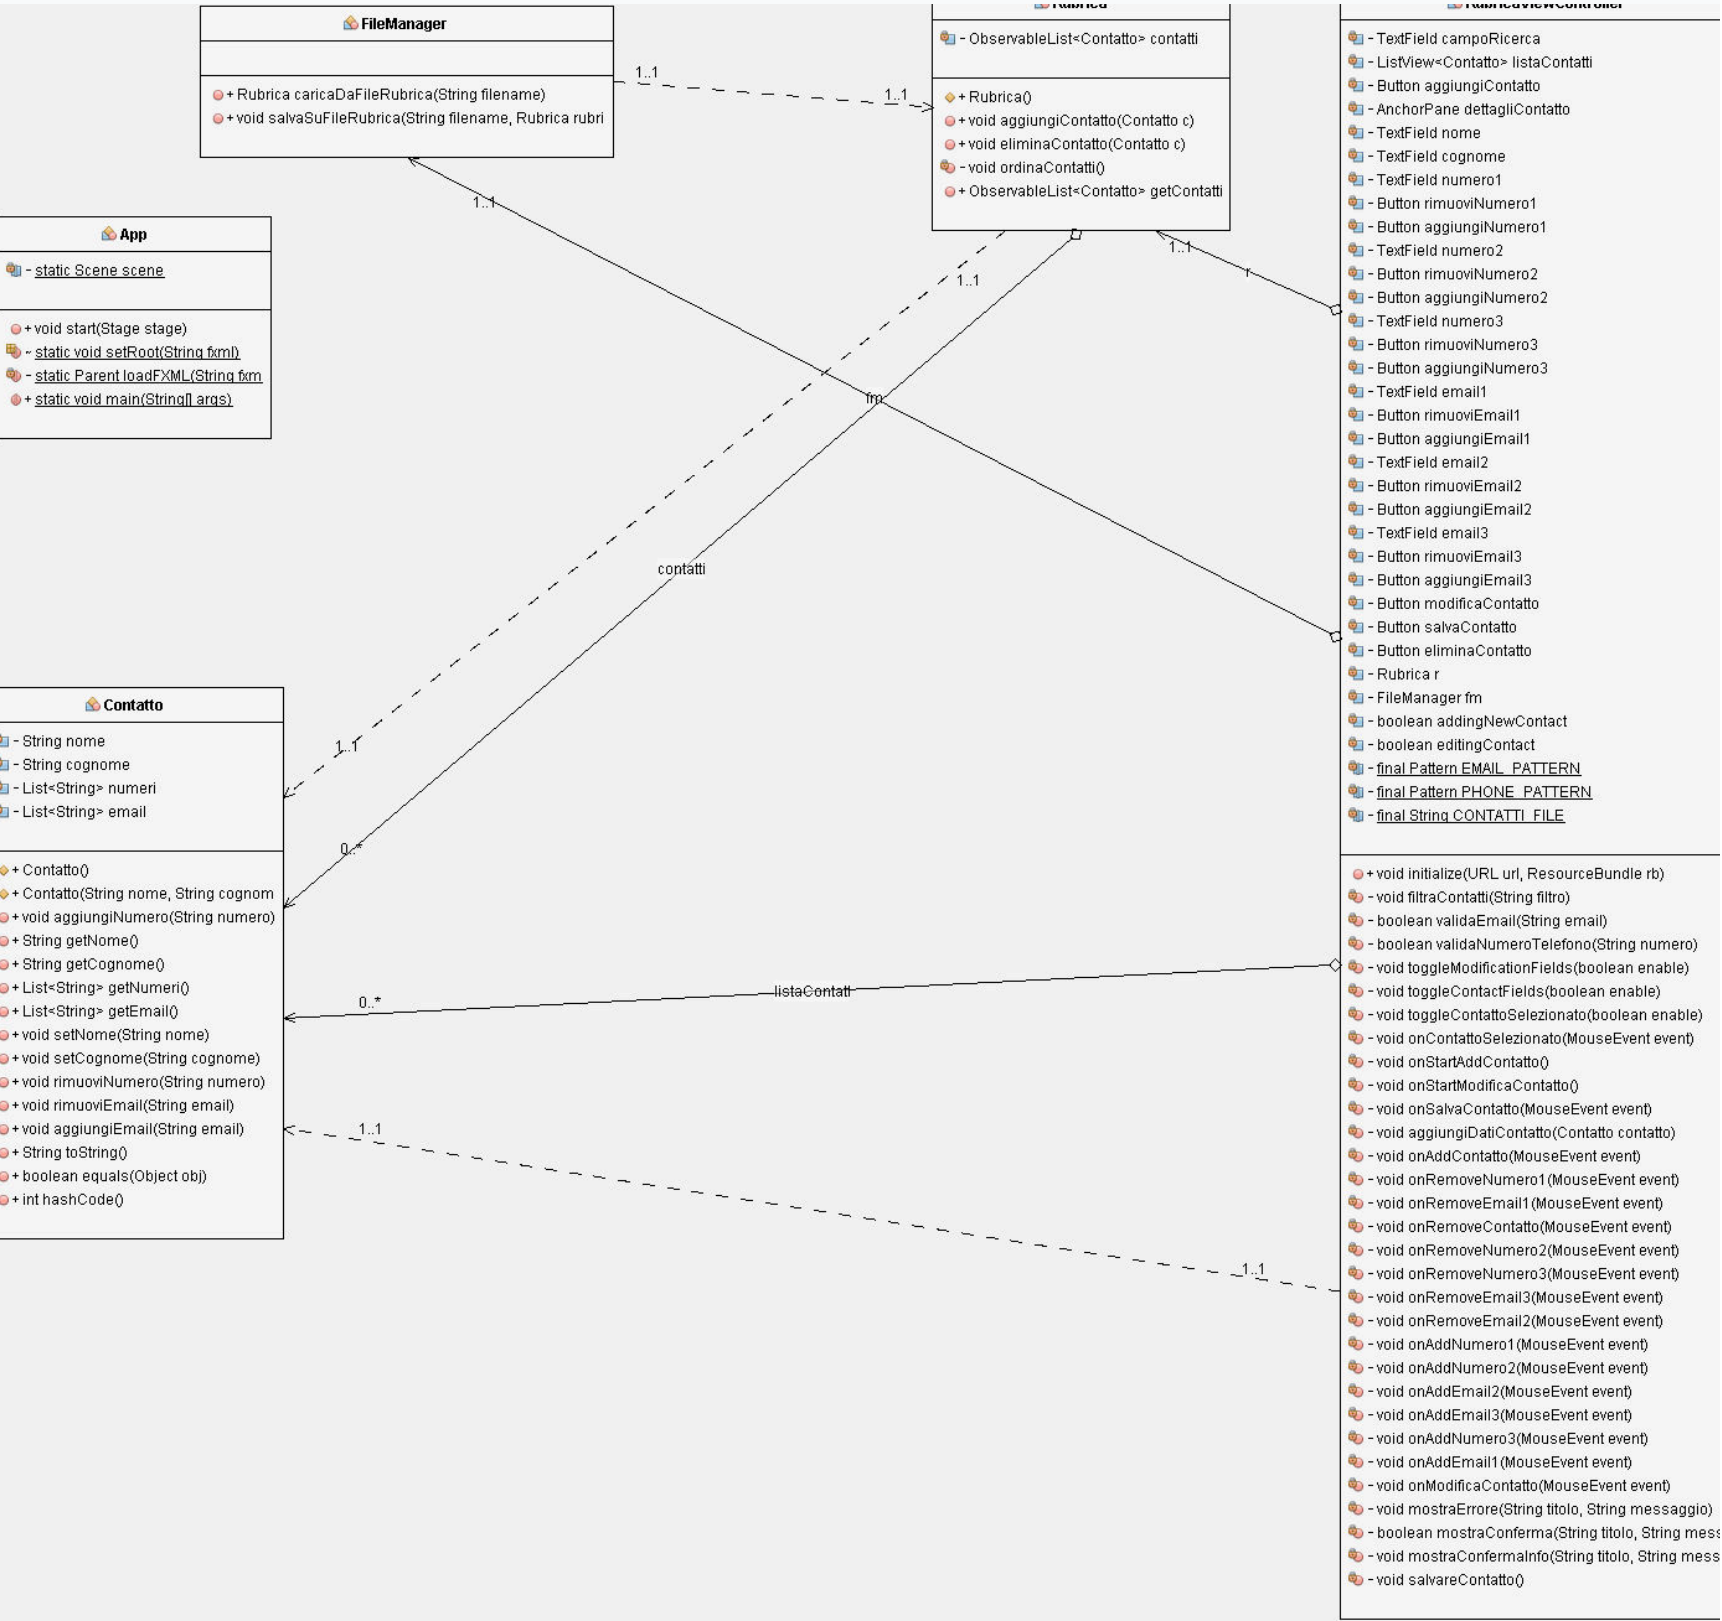 FileManager
+ Rubrica caricaDaFileRubrica(String filename)
+ void salvaSuFileRubrica(String filename, Rubrica rubri
1..1
1..1
Rubrica
- ObservableList<Contatto> contatti
+ Rubrica()
+ void aggiungiContatto(Contatto c)
+ void eliminaContatto(Contatto c)
- void ordinaContatti()
+ ObservableList<Contatto> getContatti
1..1
App
- static Scene scene
+ void start(Stage stage)
~ static void setRoot(String fxml)
- static Parent loadFXML(String fxm
+ static void main(String[] args)
1..1
1..1
r
fm
contatti
1..1
0..*
Contatto
- String nome
- String cognome
- List<String> numeri
- List<String> email
+ Contatto()
+ Contatto(String nome, String cognom
+ void aggiungiNumero(String numero)
+ String getNome()
+ String getCognome()
+ List<String> getNumeri()
+ List<String> getEmail()
+ void setNome(String nome)
+ void setCognome(String cognome)
+ void rimuoviNumero(String numero)
+ void rimuoviEmail(String email)
+ void aggiungiEmail(String email)
+ String toString()
+ boolean equals(Object obj)
+ int hashCode()
0..*
listaContatti
1..1
1..1
RubricaViewController
- TextField campoRicerca
- ListView<Contatto> listaContatti
- Button aggiungiContatto
- AnchorPane dettagliContatto
- TextField nome
- TextField cognome
- TextField numero1
- Button rimuoviNumero1
- Button aggiungiNumero1
- TextField numero2
- Button rimuoviNumero2
- Button aggiungiNumero2
- TextField numero3
- Button rimuoviNumero3
- Button aggiungiNumero3
- TextField email1
- Button rimuoviEmail1
- Button aggiungiEmail1
- TextField email2
- Button rimuoviEmail2
- Button aggiungiEmail2
- TextField email3
- Button rimuoviEmail3
- Button aggiungiEmail3
- Button modificaContatto
- Button salvaContatto
- Button eliminaContatto
- Rubrica r
- FileManager fm
- boolean addingNewContact
- boolean editingContact
- final Pattern EMAIL_PATTERN
- final Pattern PHONE_PATTERN
- final String CONTATTI_FILE
+ void initialize(URL url, ResourceBundle rb)
- void filtraContatti(String filtro)
- boolean validaEmail(String email)
- boolean validaNumeroTelefono(String numero)
- void toggleModificationFields(boolean enable)
- void toggleContactFields(boolean enable)
- void toggleContattoSelezionato(boolean enable)
- void onContattoSelezionato(MouseEvent event)
- void onStartAddContatto()
- void onStartModificaContatto()
- void onSalvaContatto(MouseEvent event)
- void aggiungiDatiContatto(Contatto contatto)
- void onAddContatto(MouseEvent event)
- void onRemoveNumero1(MouseEvent event)
- void onRemoveEmail1(MouseEvent event)
- void onRemoveContatto(MouseEvent event)
- void onRemoveNumero2(MouseEvent event)
- void onRemoveNumero3(MouseEvent event)
- void onRemoveEmail3(MouseEvent event)
- void onRemoveEmail2(MouseEvent event)
- void onAddNumero1(MouseEvent event)
- void onAddNumero2(MouseEvent event)
- void onAddEmail2(MouseEvent event)
- void onAddEmail3(MouseEvent event)
- void onAddNumero3(MouseEvent event)
- void onAddEmail1(MouseEvent event)
- void onModificaContatto(MouseEvent event)
- void mostraErrore(String titolo, String messaggio)
- boolean mostraConferma(String titolo, String mess
- void mostraConfermaInfo(String titolo, String mess
- void salvareContatto()